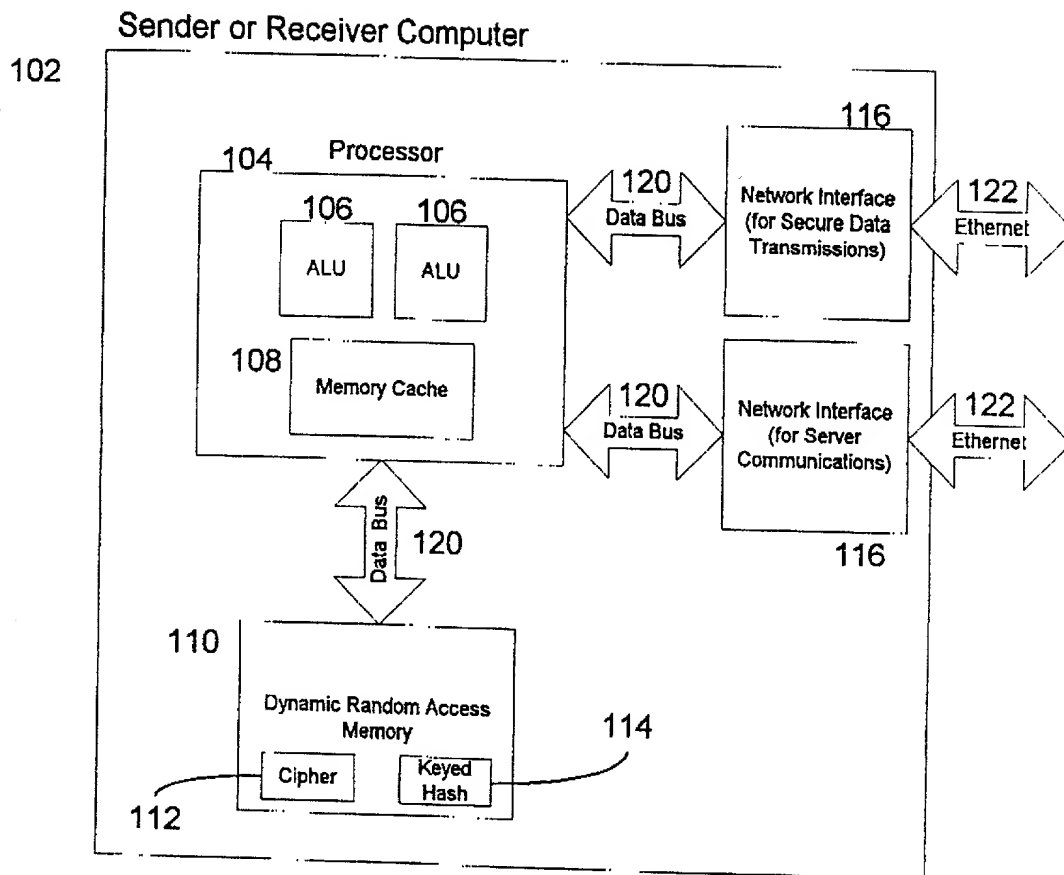 Sender or Receiver Computer
102
116
104
Processor
106
106
ALU
ALU
108
Memory Cache
120
Data Bus
Network Interface
(for Secure Data
Transmissions)
122
Ethernet
120
Data Bus
Network Interface
(for Server
Communications)
122
Ethernet
116
Data Bus
120
110
Dynamic Random Access
Memory
Cipher
Keyed
Hash
114
112